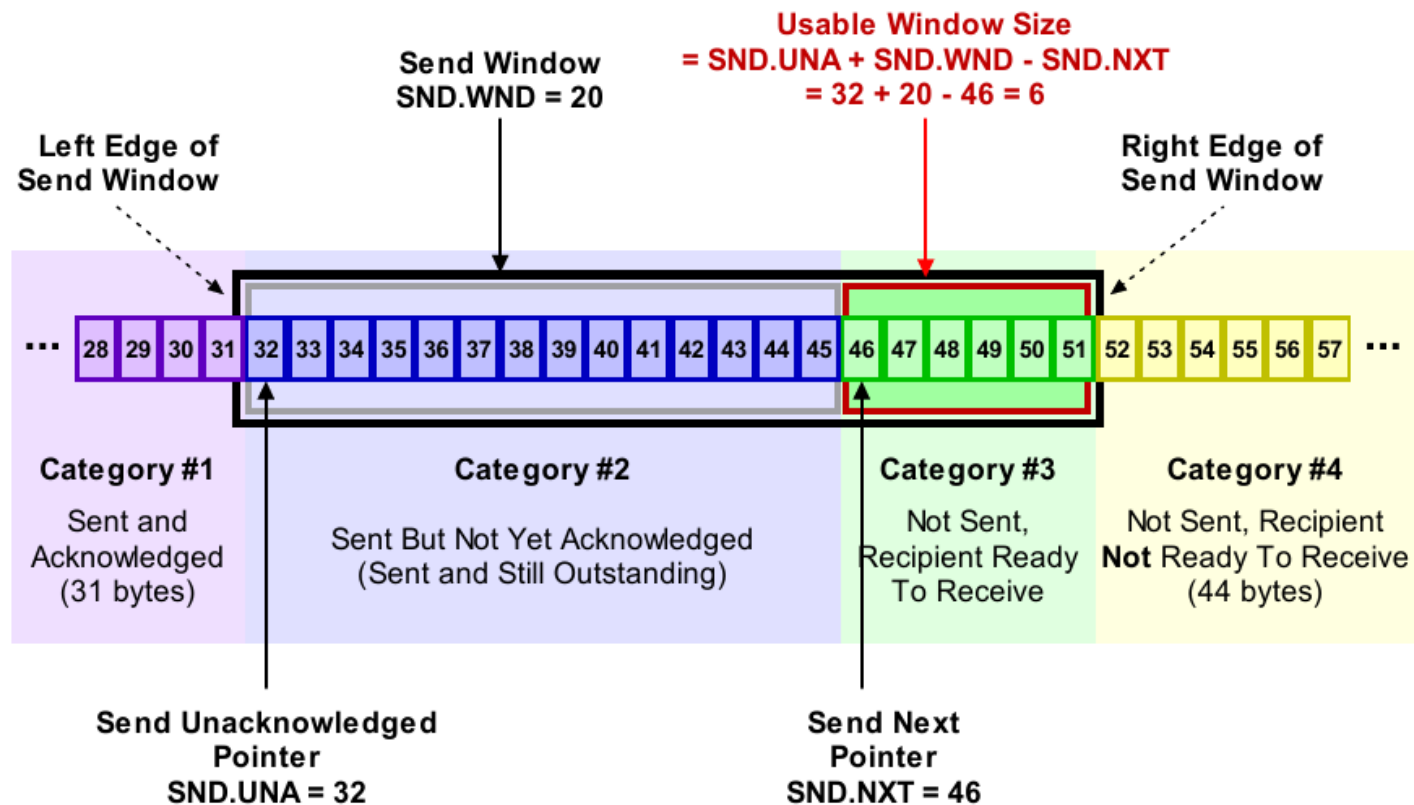 Usable Window Size
= SND.UNA + SND.WND - SND.NXT
= 32 + 20 - 46 = 6
Send Window
SND.WND = 20
Left Edge of
Send Window
Right Edge of
Send Window
... 28 29 30 31 32 33 34 35 36 37 38 39 40 41 42 43 44 45 46 47 48 49 50 51 52 53 54 55 56 57 ...
Category #1
Sent and
Acknowledged
(31 bytes)
Category #2
Sent But Not Yet Acknowledged
(Sent and Still Outstanding)
Category #3
Not Sent,
Recipient Ready
To Receive
Category #4
Not Sent, Recipient
Not Ready To Receive
(44 bytes)
Send Unacknowledged
Pointer
SND.UNA = 32
Send Next
Pointer
SND.NXT = 46